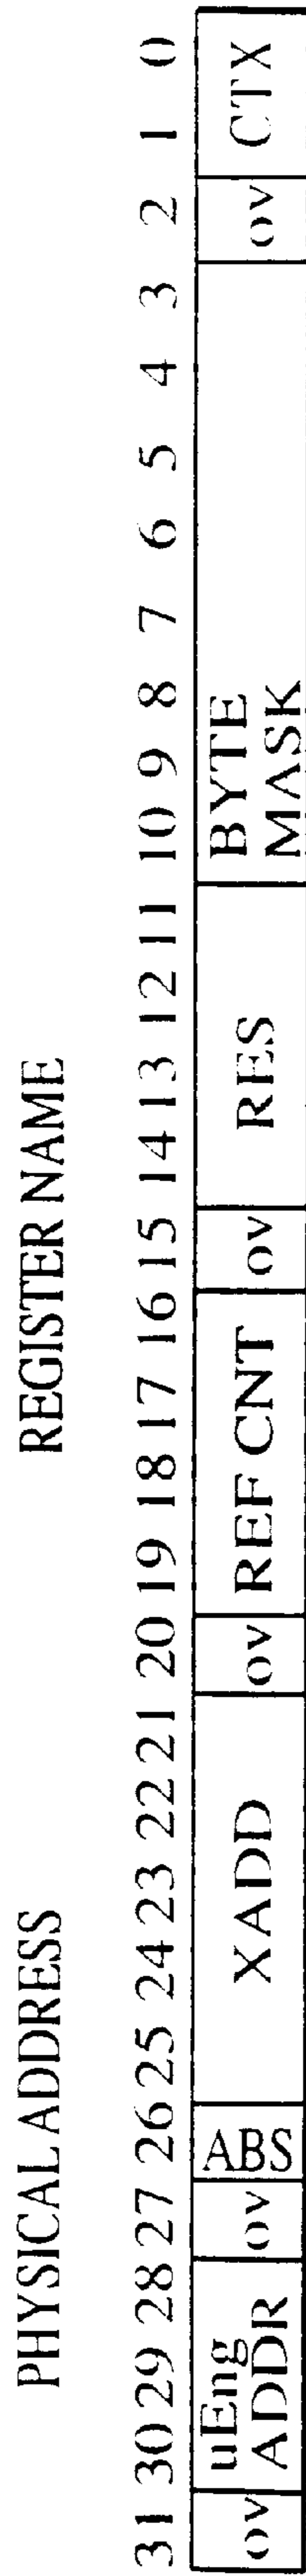 PHYSICAL ADDRESS REGISTER NAME
31 30 29 28 27 26 25 24 23 22 21 20 19 18 17 16 15 14 13 12 11 10 9 8 7 6 5 4 3 2 1 0
ov uEng ADDR ov ABS XADD ov REF CNT ov RES BYTE MASK ov CTX